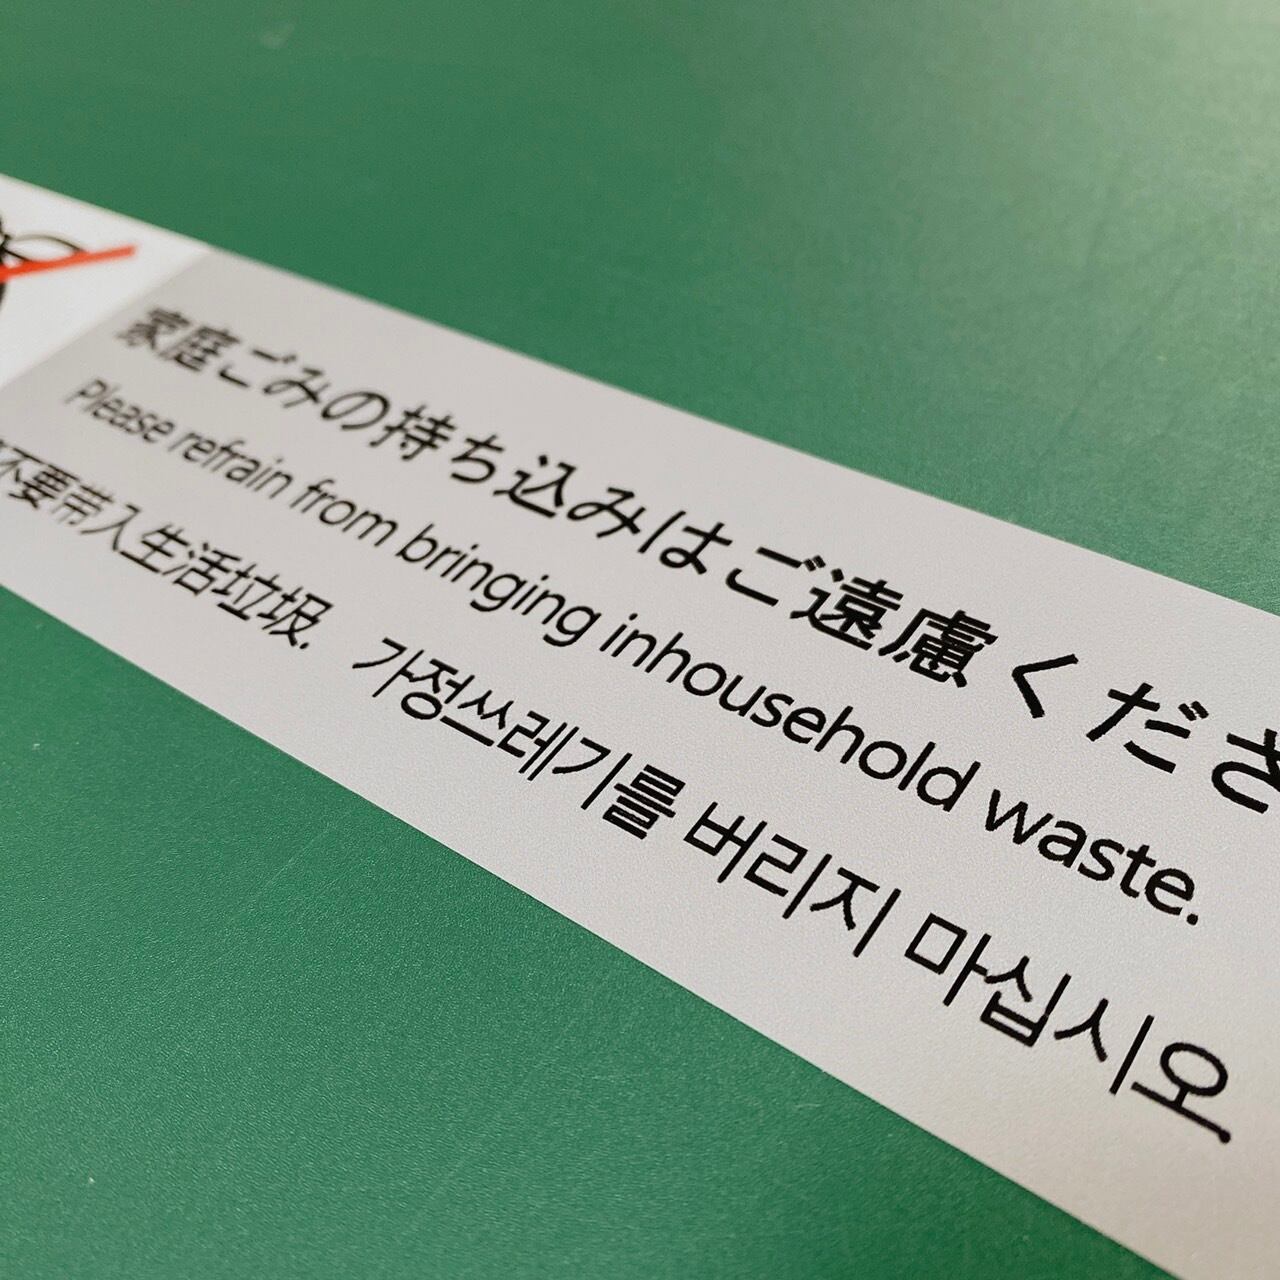 家庭ごみの持ち込みはご遠慮くださ
Please refrain from bringing inhousehold waste.
不要带入生活垃圾. 가정쓰레기를 버리지 마십시오